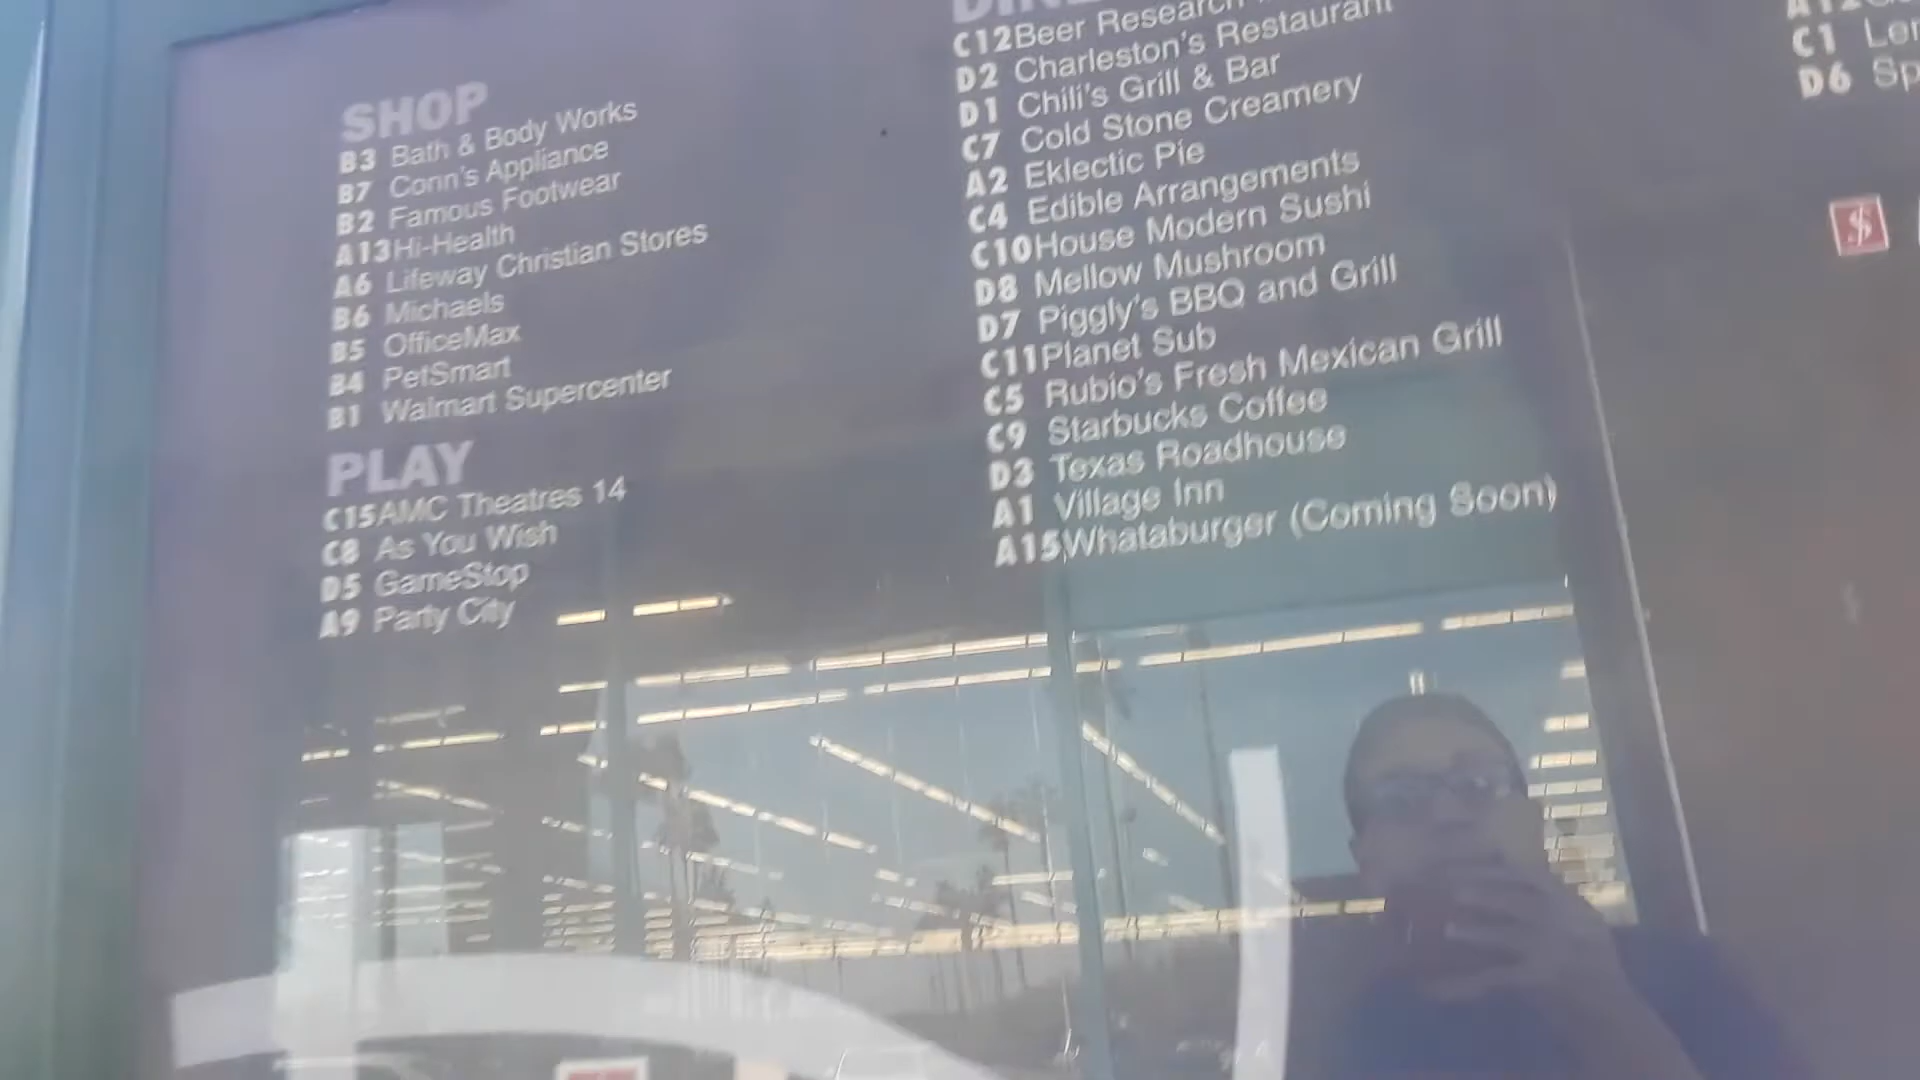 SHOP
B3 Bath & Body Works
B7 Conn's Appliance
B2 Famous Footwear
A13 Hi-Health
A6 Lifeway Christian Stores
B6 Michaels
B5 OfficeMax
B4 PetSmart
B1 Walmart Supercenter
PLAY
C15 AMC Theatres 14
C8 As You Wish
D5 GameStop
A9 Party City
C12 Beer Research
D2 Charleston's Restaurant
D1 Chili's Grill & Bar
C7 Cold Stone Creamery
A2 Eklectic Pie
C4 Edible Arrangements
C10 House Modern Sushi
D8 Mellow Mushroom
D7 Piggly's BBQ and Grill
C11 Planet Sub
C5 Rubio's Fresh Mexican Grill
C9 Starbucks Coffee
D3 Texas Roadhouse
A1 Village Inn
A15 Whataburger (Coming Soon)
C1
D6
$